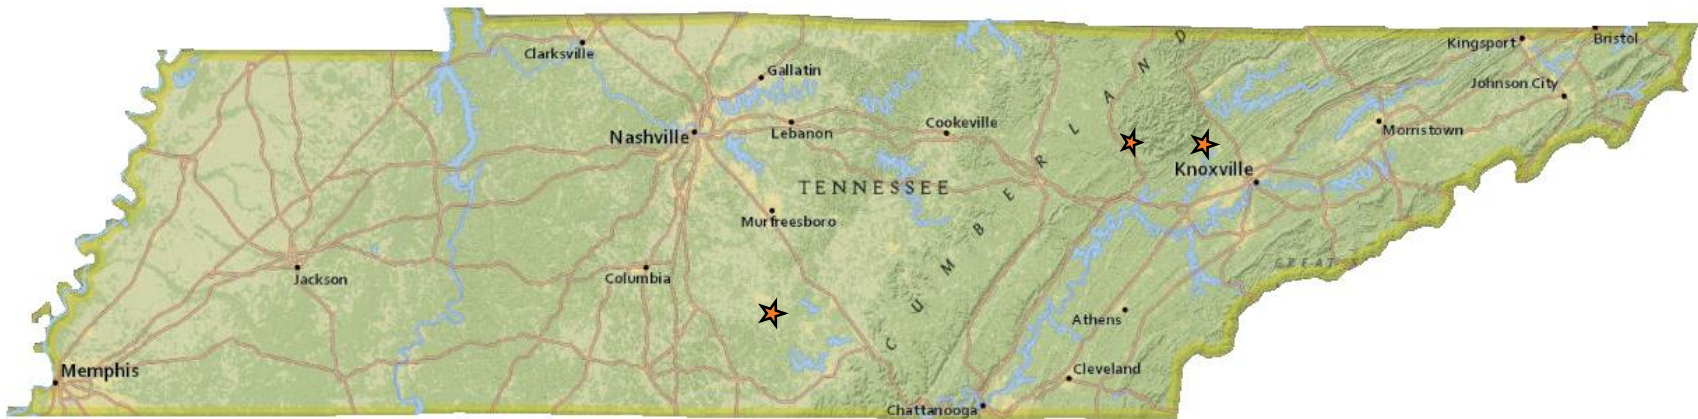 Clarksville
Gallatin
Nashville
Lebanon
Cookeville
Kingsport
Bristol
Johnson City
Morristown
Knoxville
TENNESSEE
CUMBERLAND
Murfreesboro
Jackson
Columbia
GREAT
Athens
Memphis
Cleveland
Chattanooga